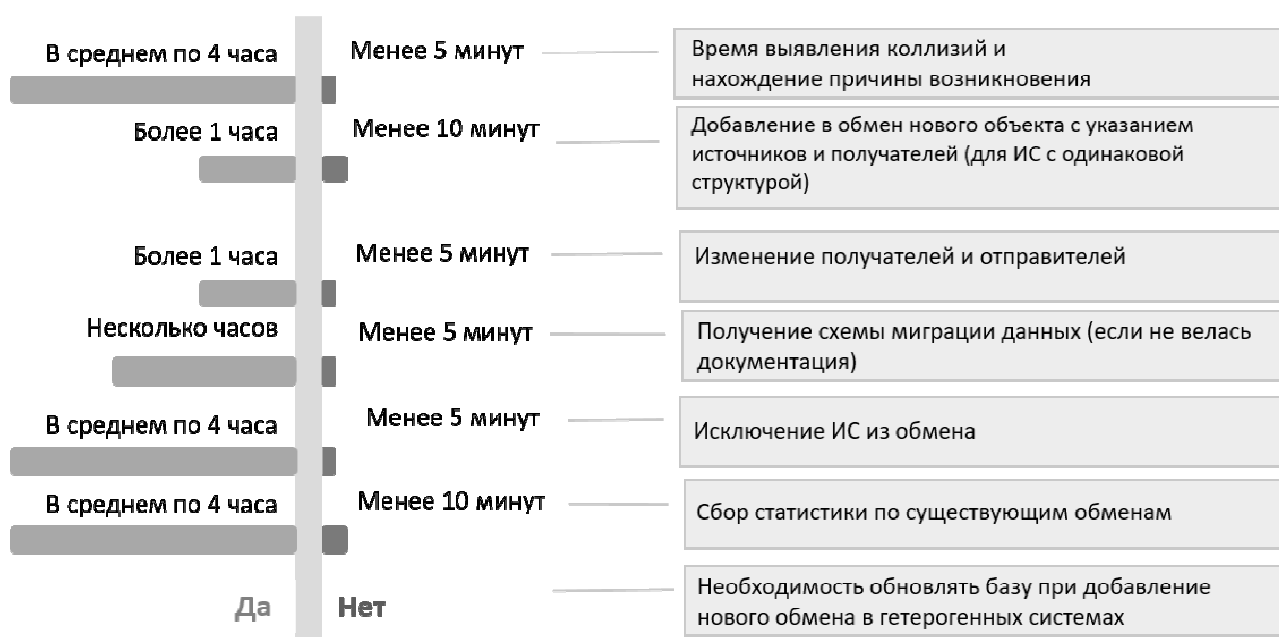 В среднем по 4 часа
Менее 5 минут
Время выявления коллизий и
нахождение причины возникновения
Более 1 часа
Менее 10 минут
Добавление в обмен нового объекта с указанием
источников и получателей (для ИС с одинаковой
структурой)
Более 1 часа
Менее 5 минут
Изменение получателей и отправителей
Несколько часов
Менее 5 минут
Получение схемы миграции данных (если не велась
документация)
В среднем по 4 часа
Менее 5 минут
Исключение ИС из обмена
В среднем по 4 часа
Менее 10 минут
Сбор статистики по существующим обменам
Да
Нет
Необходимость обновлять базу при добавление
нового обмена в гетерогенных системах